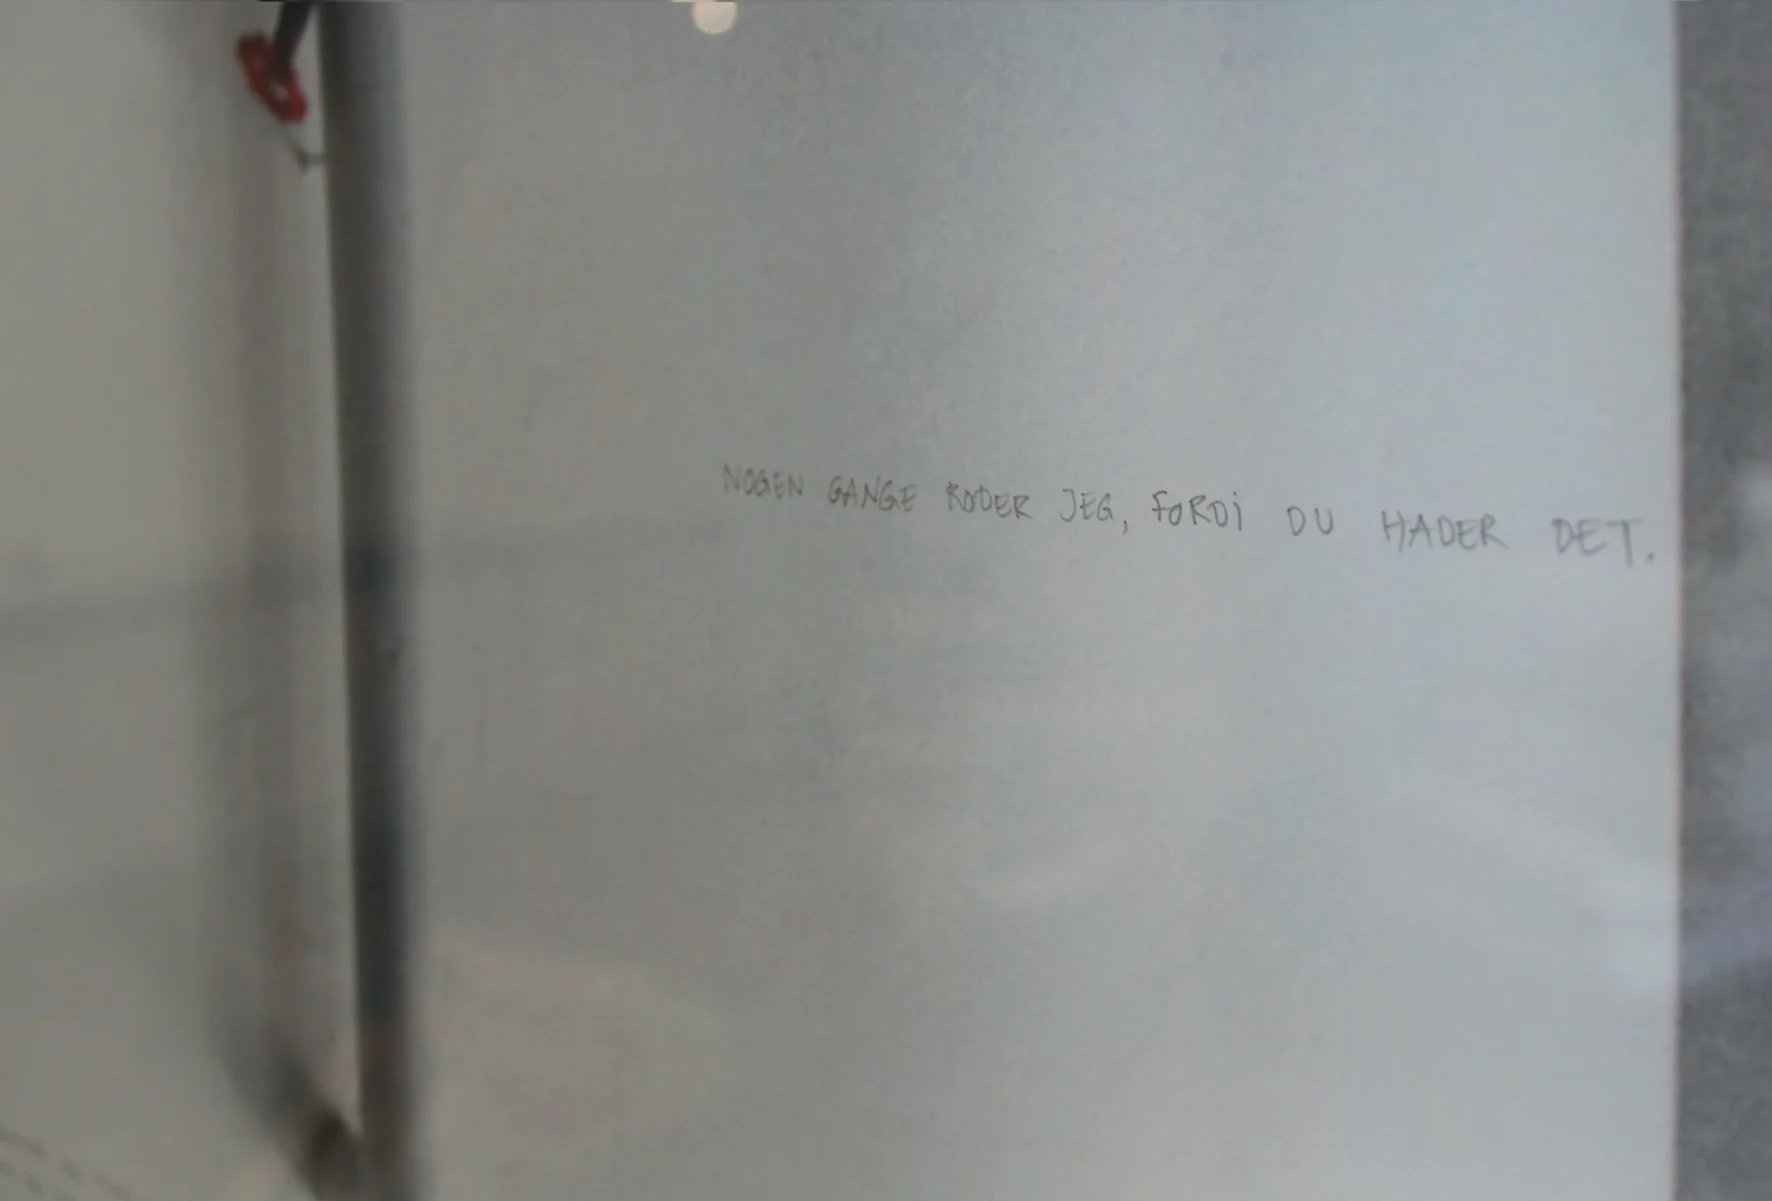 NOGEN GANGE RODER JEG, FORDi DU HADER DET.